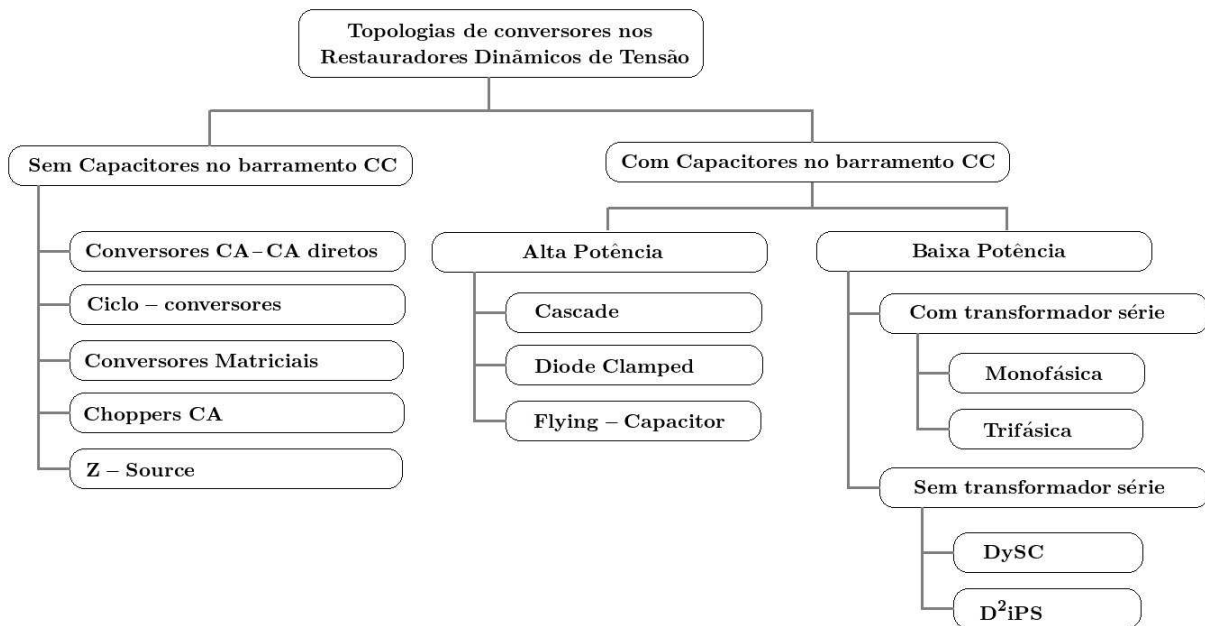 Topologias de conversores nos
Restauradores Dinâmicos de Tensão
Sem Capacitores no barramento CC
Conversores CA–CA diretos
Ciclo – conversores
Conversores Matriciais
Choppers CA
Z – Source
Com Capacitores no barramento CC
Alta Potência
Cascade
Diode Clamped
Flying – Capacitor
Baixa Potência
Com transformador série
Monofásica
Trifásica
Sem transformador série
DySC
D²iPS